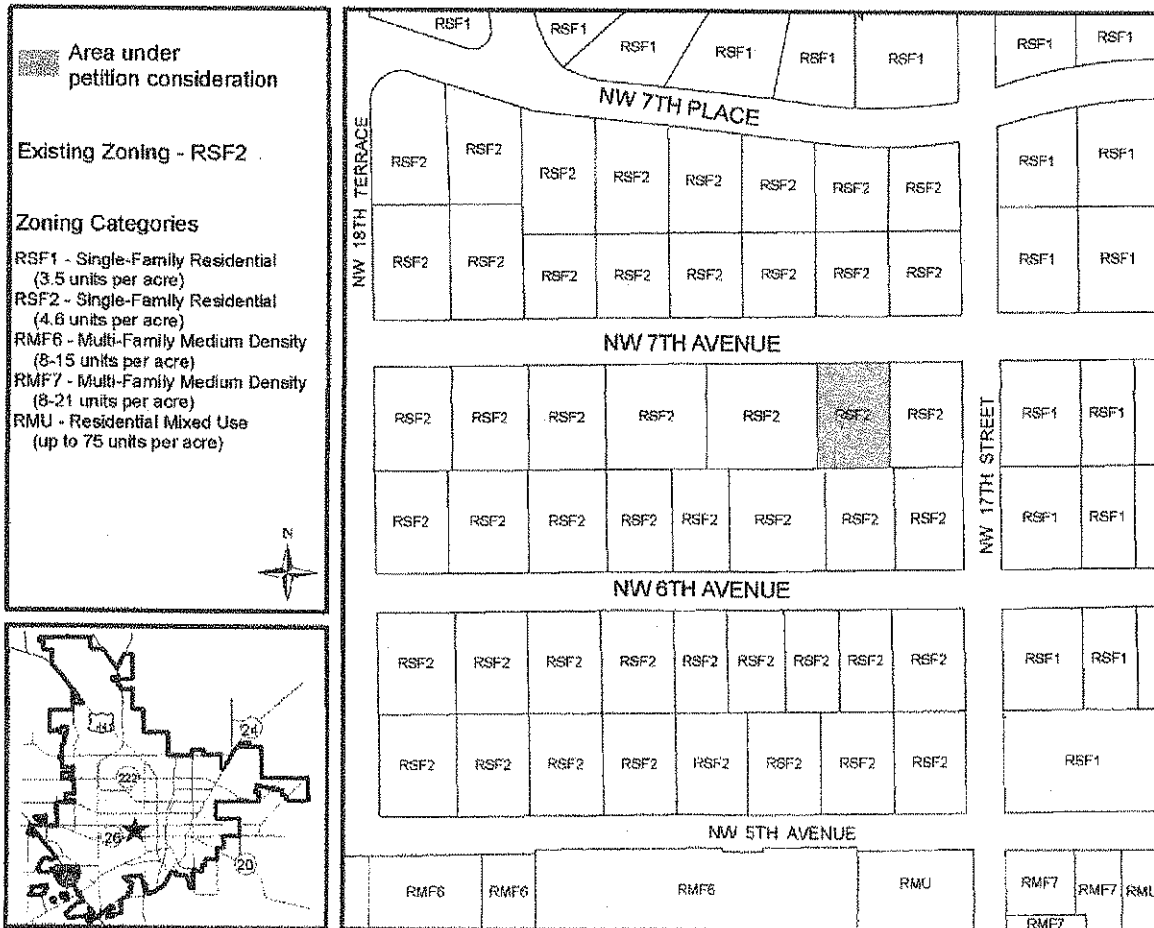 Area under
petition consideration
Existing Zoning - RSF2
Zoning Categories
RSF1 - Single-Family Residential
(3.5 units per acre)
RSF2 - Single-Family Residential
(4.6 units per acre)
RMF6 - Multi-Family Medium Density
(8-15 units per acre)
RMF7 - Multi-Family Medium Density
(8-21 units per acre)
RMU - Residential Mixed Use
(up to 75 units per acre)
N
24
222
26
20
RSF1 RSF1 RSF1 RSF1 RSF1 RSF1 RSF1 RSF1
NW 7TH PLACE
NW 18TH TERRACE
RSF2 RSF2 RSF2 RSF2 RSF2 RSF2 RSF2 RSF2 RSF1 RSF1
RSF2 RSF2 RSF2 RSF2 RSF2 RSF2 RSF2 RSF2 RSF1 RSF1
NW 7TH AVENUE
RSF2 RSF2 RSF2 RSF2 RSF2 RSF2 RSF2 RSF1 RSF1
NW 17TH STREET
RSF2 RSF2 RSF2 RSF2 RSF2 RSF2 RSF2 RSF2 RSF1 RSF1
NW 6TH AVENUE
RSF2 RSF2 RSF2 RSF2 RSF2 RSF2 RSF2 RSF2 RSF2 RSF1 RSF1
RSF2 RSF2 RSF2 RSF2 RSF2 RSF2 RSF2 RSF2 RSF1
NW 5TH AVENUE
RMF6 RMF6 RMF6 RMU RMF7 RMF7 RMU
RMF7